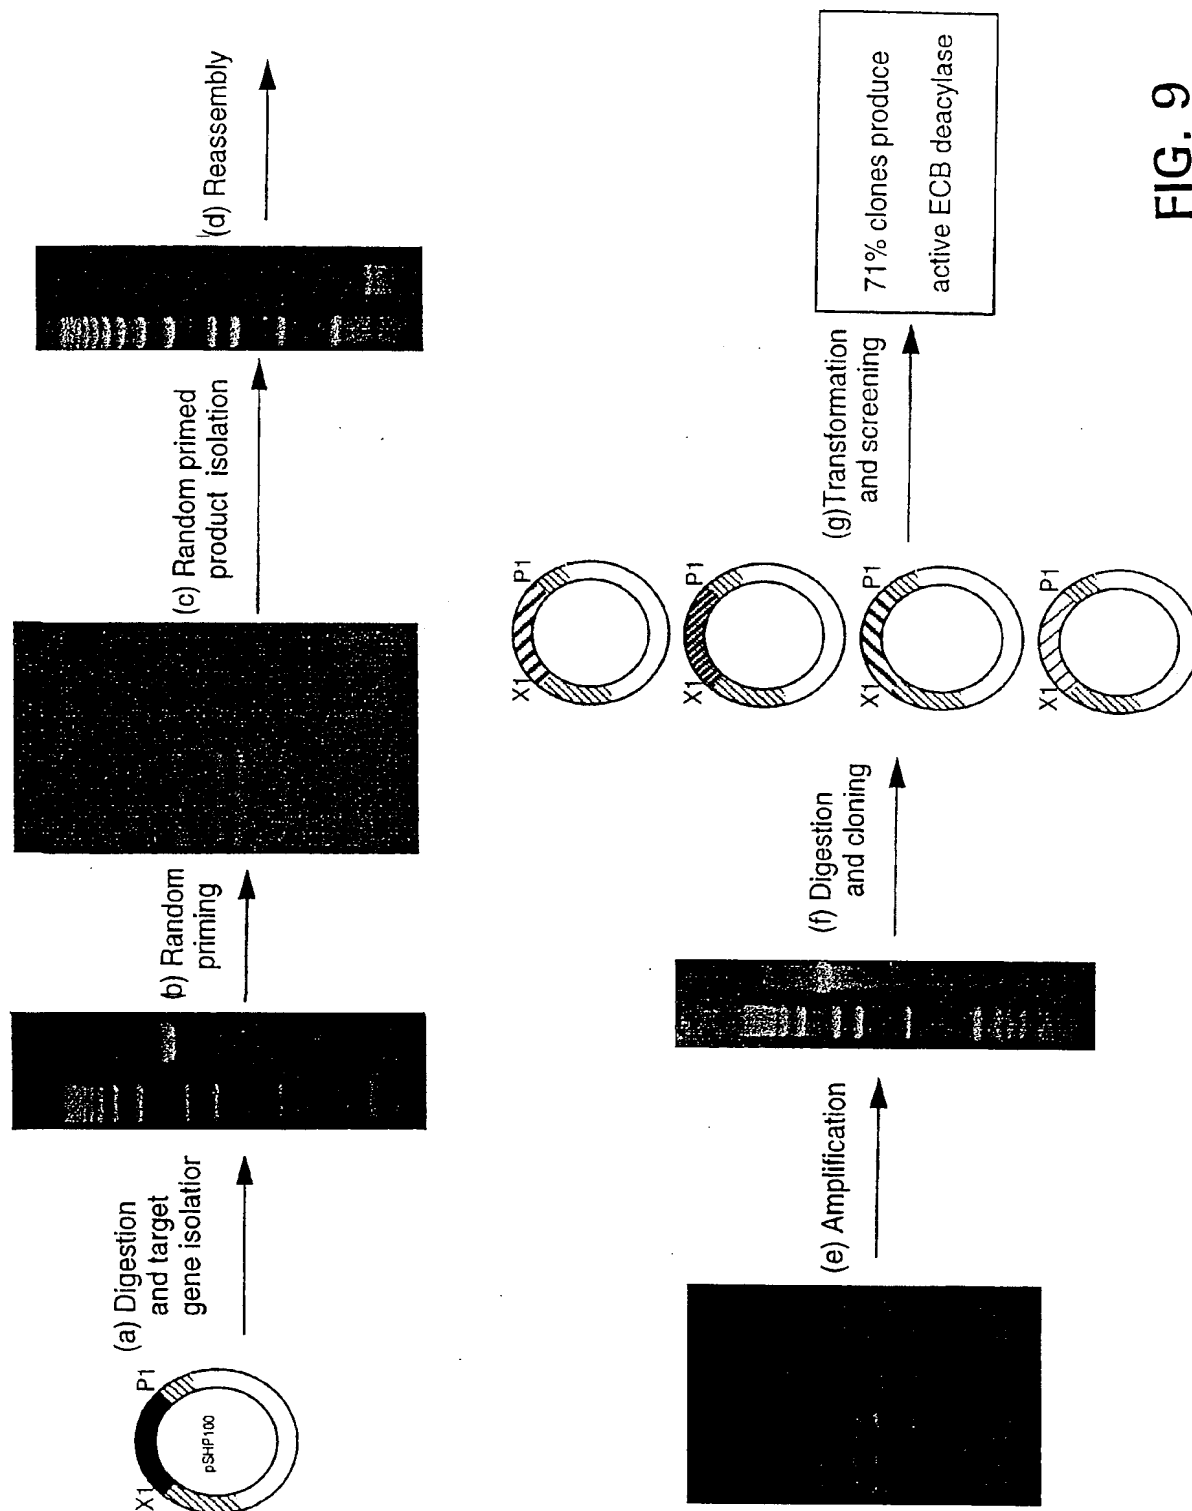 X1
P1
pSHP100
(a) Digestion
and target
gene isolatior
(b) Random
priming
(c) Random primed
product isolation
(d) Reassembly
(e) Amplification
(f) Digestion
and cloning
X1
P1
X1
P1
X1
P1
X1
P1
(g)Transformation
and screening
71% clones produce
active ECB deacylase
FIG. 9